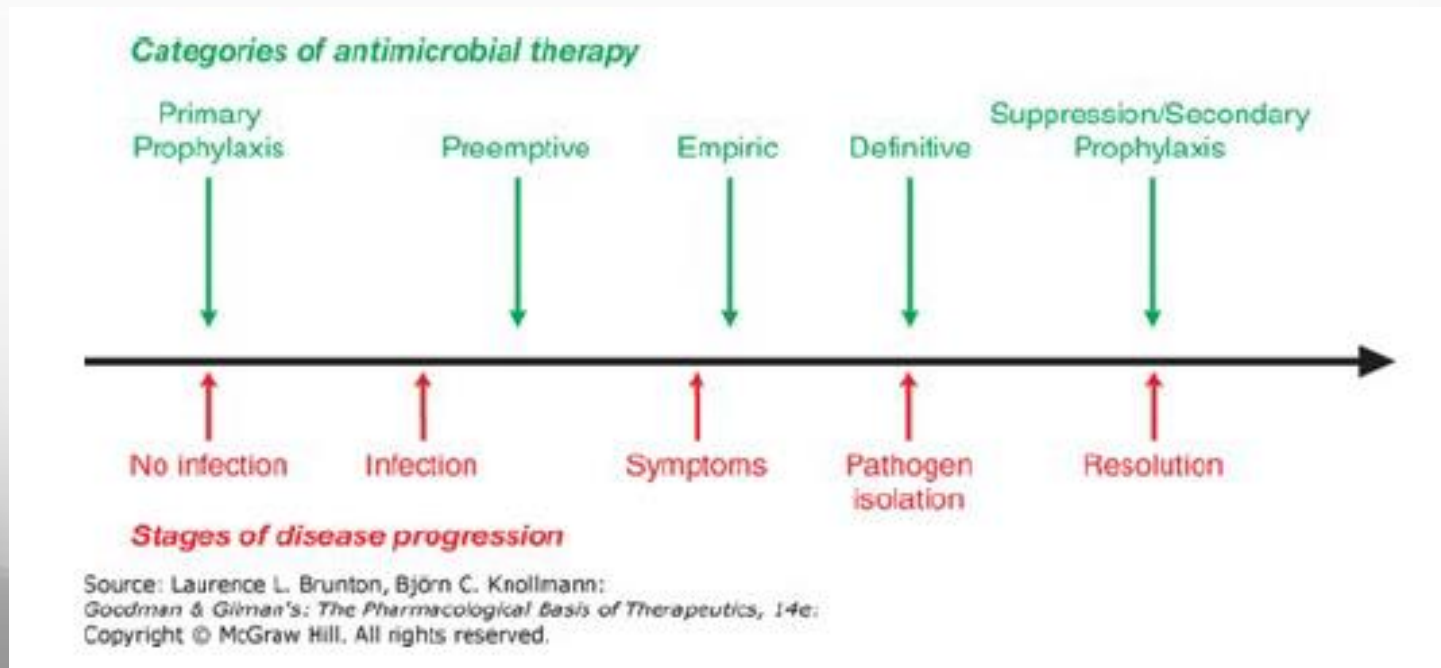 Categories of antimicrobial therapy
Primary
Prophylaxis
Preemptive
Empiric
Definitive
Suppression/Secondary
Prophylaxis
No infection
Infection
Symptoms
Pathogen
isolation
Resolution
Stages of disease progression
Source: Laurence L. Brunton, Björn C. Knollmann:
Goodman & Gilman's: The Pharmacological Basis of Therapeutics, 14e:
Copyright © McGraw Hill. All rights reserved.